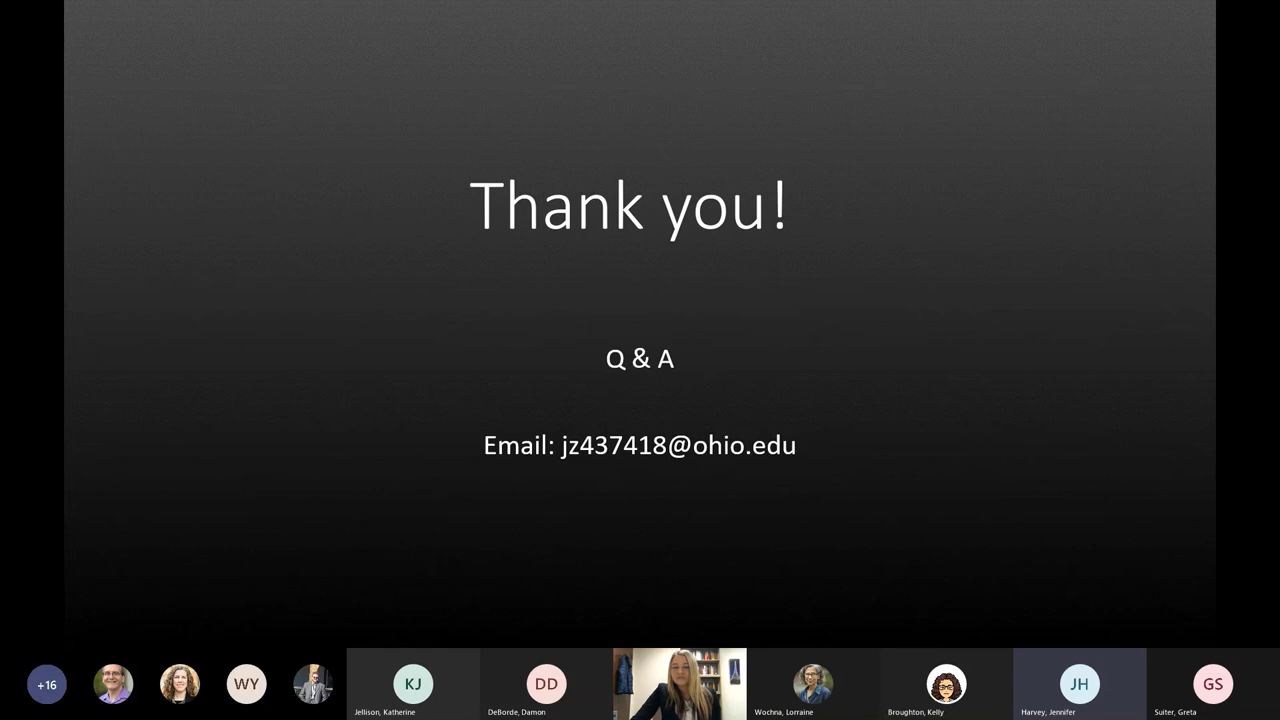 Thank you!
Q & A
Email: jz437418@ohio.edu
+16
WY
KJ
Jellison, Katherine
DD
DeBorde, Damon
Wochna, Lorraine
Broughton, Kelly
JH
Harvey, Jennifer
GS
Suiter, Greta